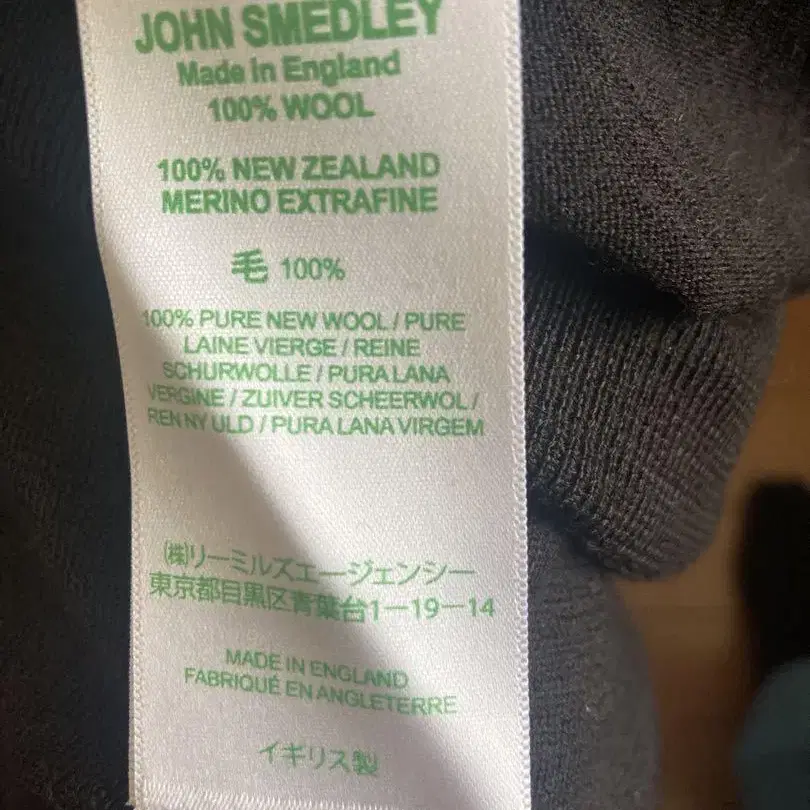 JOHN SMEDLEY
Made in England
100% WOOL
100% NEW ZEALAND
MERINO EXTRAFINE
毛 100%
100% PURE NEW WOOL / PURE
LAINE VIERGE / REINE
SCHURWOLLE / PURA LANA
VERGINE / ZUIVER SCHEERWOL /
REN NY ULD / PURA LANA VIRGEM
㈱リーミルズエージェンシー
東京都目黒区青葉台1-19-14
MADE IN ENGLAND
FABRIQUÉ EN ANGLETERRE
イギリス製